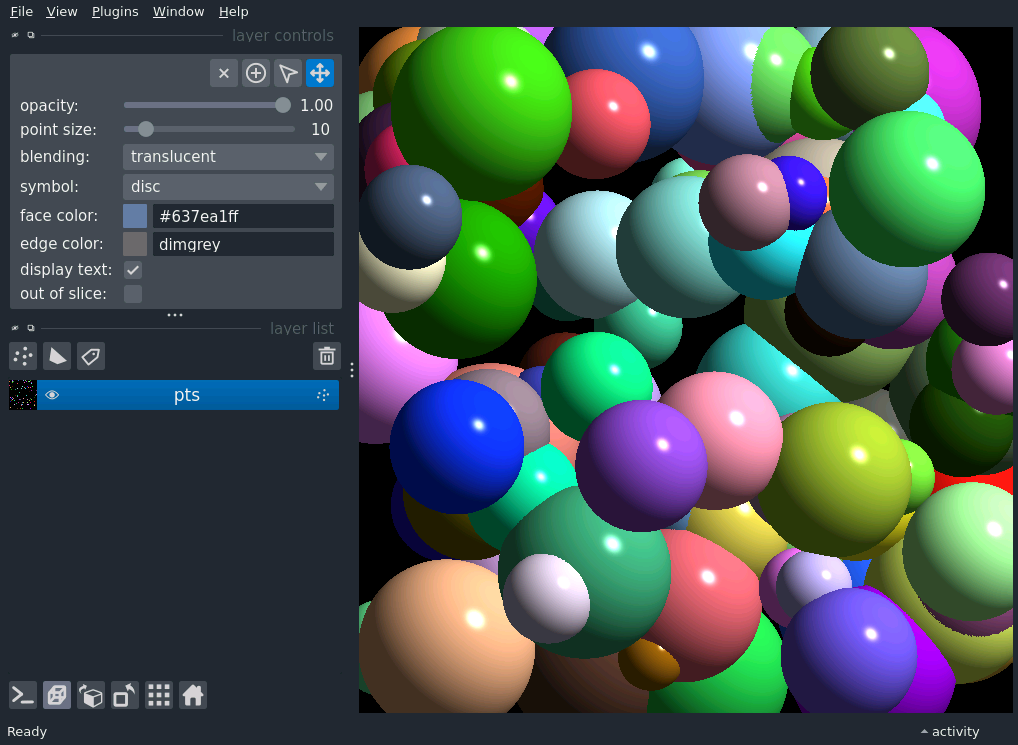 File View Plugins Window Help
layer controls
opacity: 1.00
point size: 10
blending: translucent
symbol: disc
face color: #637ea1ff
edge color: dimgrey
display text:
out of slice:
layer list
pts
Ready activity